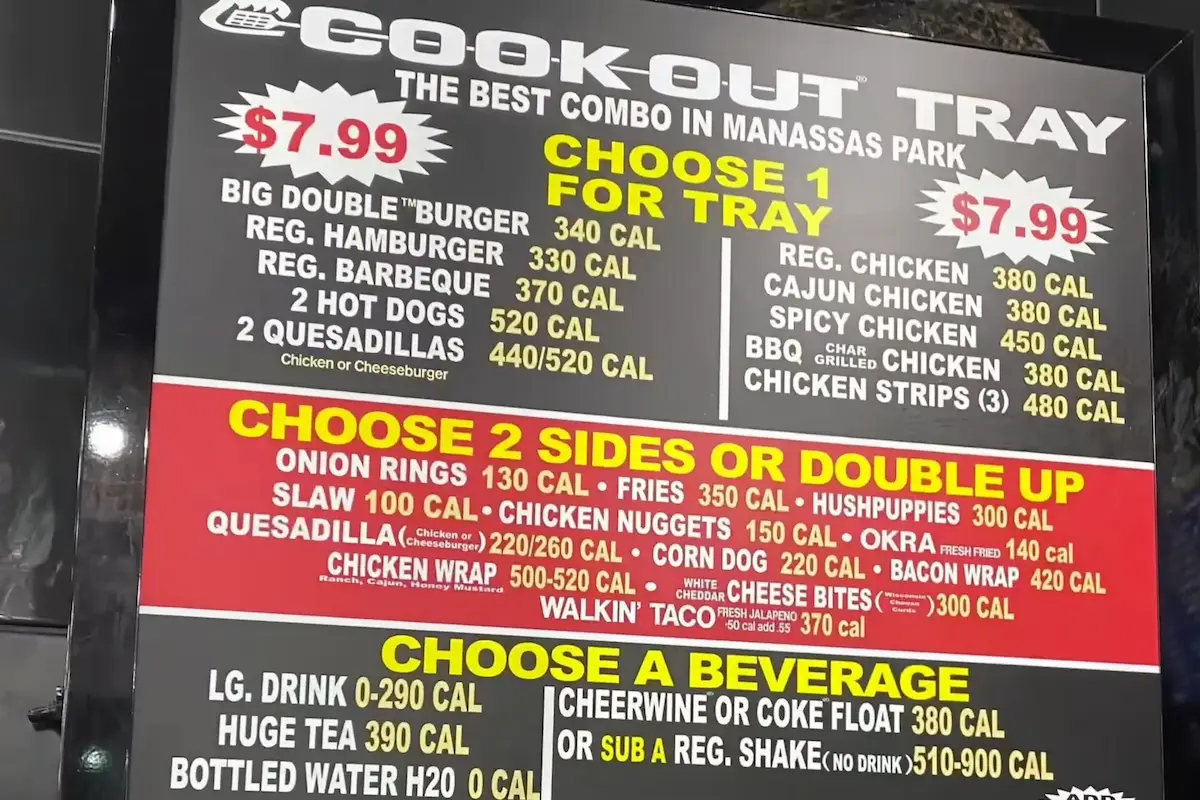 COOK-OUT® TRAY
THE BEST COMBO IN MANASSAS PARK
$7.99
CHOOSE 1
FOR TRAY
$7.99
BIG DOUBLE™BURGER 340 CAL
REG. HAMBURGER 330 CAL
REG. BARBEQUE 370 CAL
2 HOT DOGS 520 CAL
2 QUESADILLAS 440/520 CAL
Chicken or Cheeseburger
REG. CHICKEN 380 CAL
CAJUN CHICKEN 380 CAL
SPICY CHICKEN 450 CAL
BBQ CHAR GRILLED CHICKEN 380 CAL
CHICKEN STRIPS (3) 480 CAL
CHOOSE 2 SIDES OR DOUBLE UP
ONION RINGS 130 CAL • FRIES 350 CAL • HUSHPUPPIES 300 CAL
SLAW 100 CAL • CHICKEN NUGGETS 150 CAL • OKRA FRESH FRIED 140 cal
QUESADILLA (Chicken or Cheeseburger) 220/260 CAL • CORN DOG 220 CAL • BACON WRAP 420 CAL
CHICKEN WRAP 500-520 CAL • WHITE CHEDDAR CHEESE BITES (Wisconsin Cheese Curds) 300 CAL
Ranch, Cajun, Honey Mustard
WALKIN' TACO FRESH JALAPENO -50 cal add .55 370 cal
CHOOSE A BEVERAGE
LG. DRINK 0-290 CAL
HUGE TEA 390 CAL
BOTTLED WATER H20 0 CAL
CHEERWINE OR COKE FLOAT 380 CAL
OR SUB A REG. SHAKE (NO DRINK) 510-900 CAL